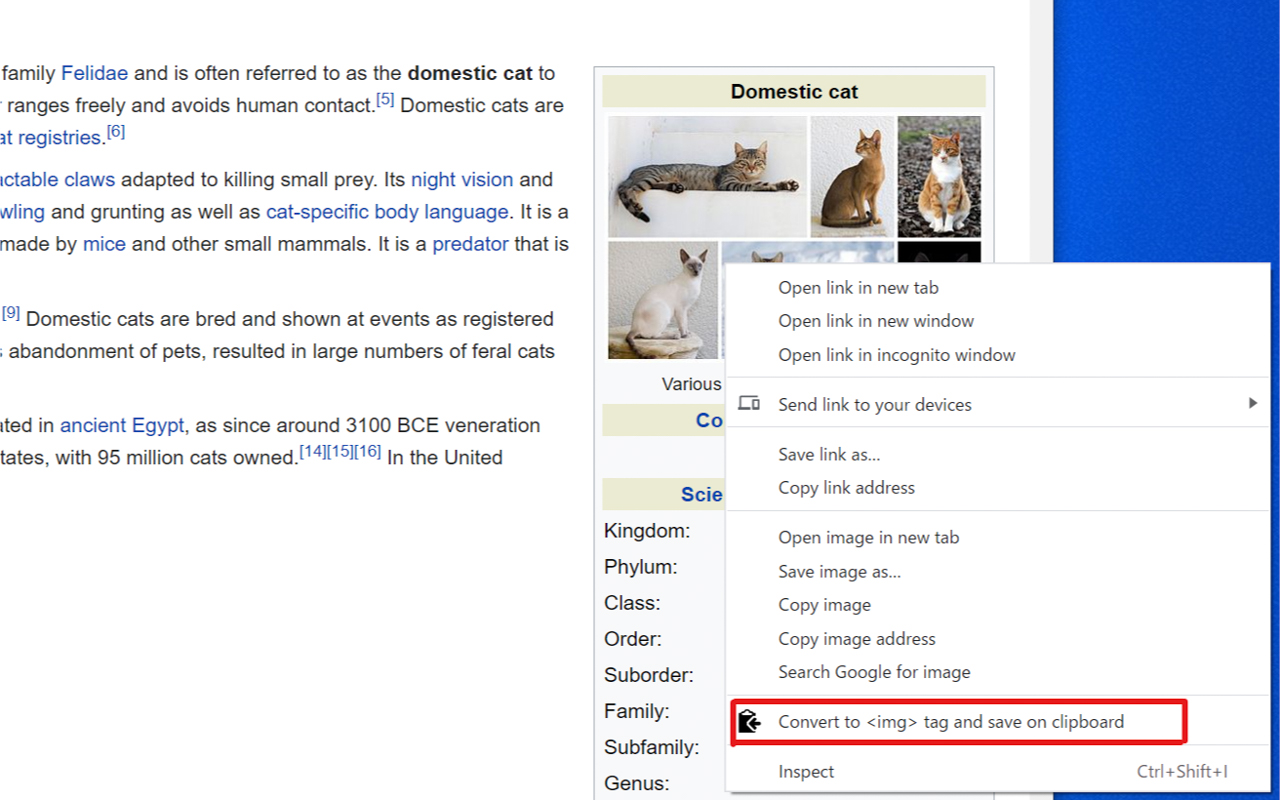 family Felidae and is often referred to as the domestic cat to
ranges freely and avoids human contact.[5] Domestic cats are
at registries.[6]
actable claws adapted to killing small prey. Its night vision and
wling and grunting as well as cat-specific body language. It is a
made by mice and other small mammals. It is a predator that is
[9] Domestic cats are bred and shown at events as registered
abandonment of pets, resulted in large numbers of feral cats
ated in ancient Egypt, as since around 3100 BCE veneration
tates, with 95 million cats owned.[14][15][16] In the United
Domestic cat
Various
Co
Scie
Kingdom:
Phylum:
Class:
Order:
Suborder:
Family:
Subfamily:
Genus:
Open link in new tab
Open link in new window
Open link in incognito window
Send link to your devices
Save link as...
Copy link address
Open image in new tab
Save image as...
Copy image
Copy image address
Search Google for image
Convert to <img> tag and save on clipboard
Inspect Ctrl+Shift+I